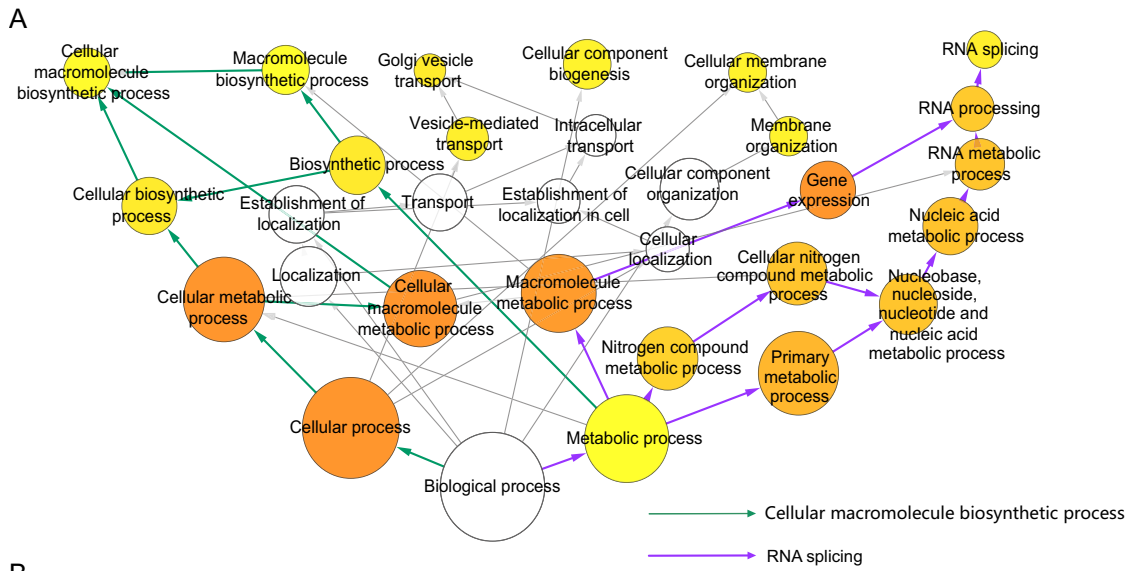 A
Cellular
macromolecule
biosynthetic process
Macromolecule
biosynthetic process
Golgi vesicle
transport
Cellular component
biogenesis
Cellular membrane
organization
RNA splicing
Vesicle-mediated
transport
Intracellular
transport
Membrane
organization
RNA processing
Biosynthetic process
RNA metabolic
process
Cellular biosynthetic
process
Establishment of
localization
Transport
Establishment of
localization in cell
Cellular component
organization
Gene
expression
Nucleic acid
metabolic process
Cellular
localization
Localization
Cellular metabolic
process
Cellular
macromolecule
metabolic process
Macromolecule
metabolic process
Cellular nitrogen
compound metabolic
process
Nucleobase,
nucleoside,
nucleotide and
nucleic acid
metabolic process
Nitrogen compound
metabolic process
Primary
metabolic
process
Cellular process
Metabolic process
Biological process
Cellular macromolecule biosynthetic process
RNA splicing